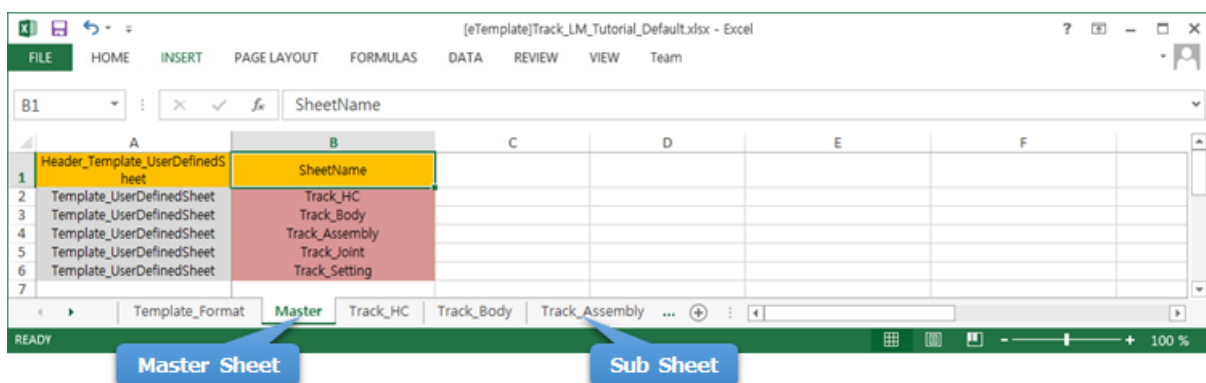 [eTemplate]Track_LM_Tutorial_Default.xlsx - Excel
FILE HOME INSERT PAGE LAYOUT FORMULAS DATA REVIEW VIEW Team
B1 fx SheetName
A B C D E F
1 Header_Template_UserDefinedS
heet SheetName
2 Template_UserDefinedSheet Track_HC
3 Template_UserDefinedSheet Track_Body
4 Template_UserDefinedSheet Track_Assembly
5 Template_UserDefinedSheet Track_Joint
6 Template_UserDefinedSheet Track_Setting
7
Template_Format Master Track_HC Track_Body Track_Assembly ...
READY 100 %
Master Sheet Sub Sheet